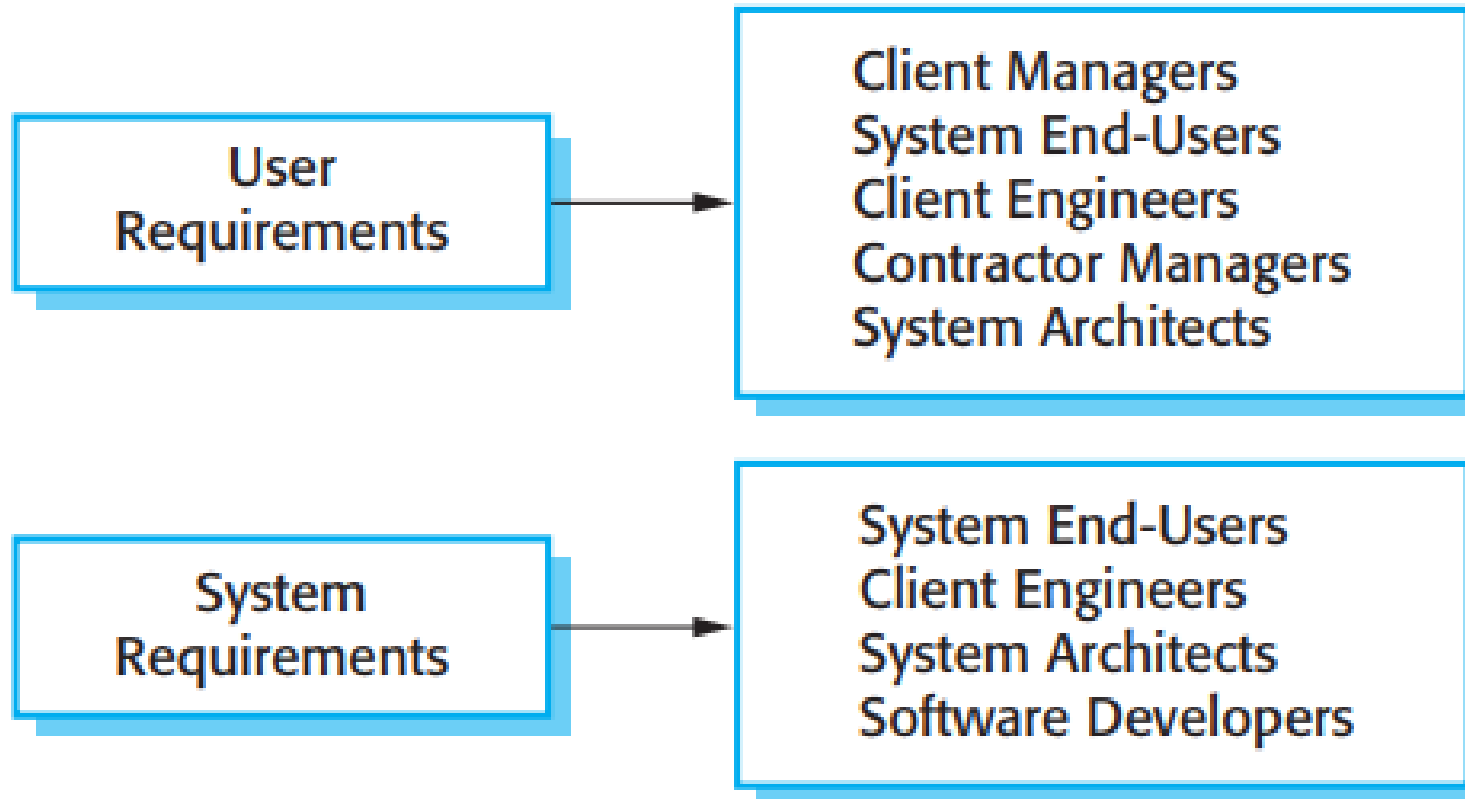 User
Requirements
Client Managers
System End-Users
Client Engineers
Contractor Managers
System Architects
System
Requirements
System End-Users
Client Engineers
System Architects
Software Developers